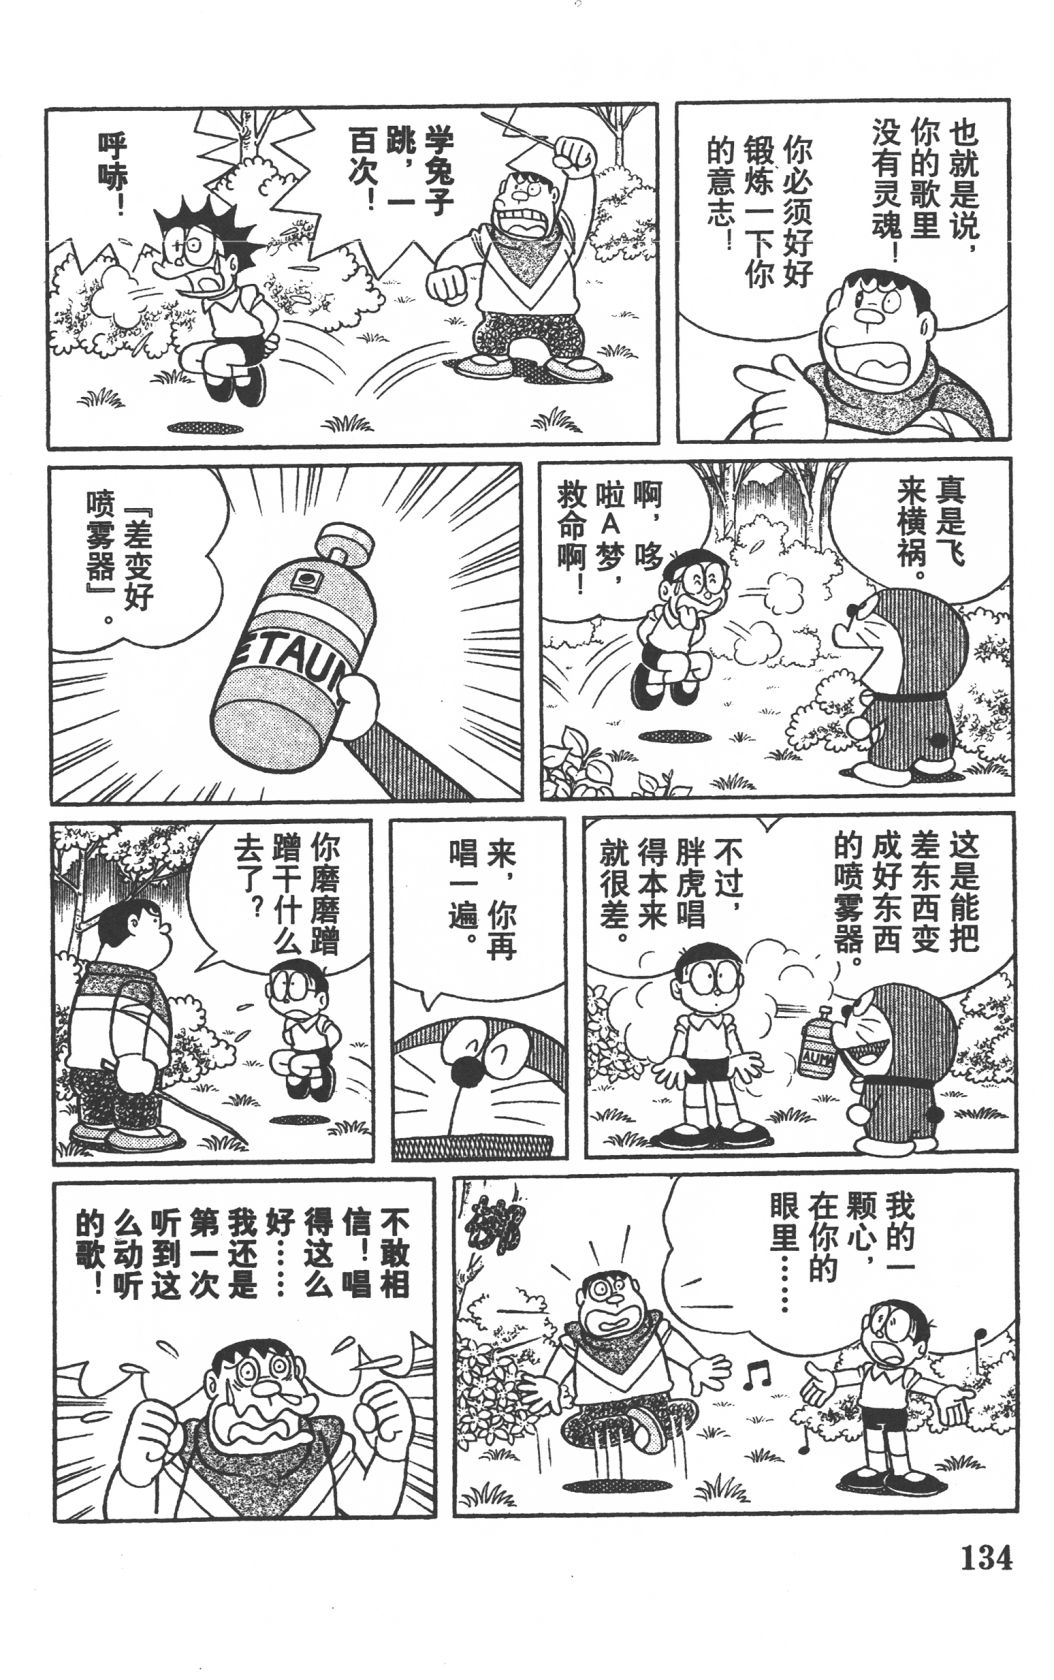 也就是说，
你的歌里
没有灵魂！
你必须好好
锻炼一下你
的意志！
学兔子
跳，一
百次！
呼哧！
真是飞
来横祸。
啊，哆
啦A梦，
救命啊！
『差变好
喷雾器』。
ETAUM
这是能把
差东西变
成好东西
的喷雾器。
不过，
胖虎唱
得本来
就很差。
AUMA
来，你再
唱一遍。
你磨磨蹭
蹭干什么
去了？
我的一
颗心，
在你的
眼里……
不敢相
信！唱
得这么
好……
我还是
第一次
听到这
么动听
的歌！
134